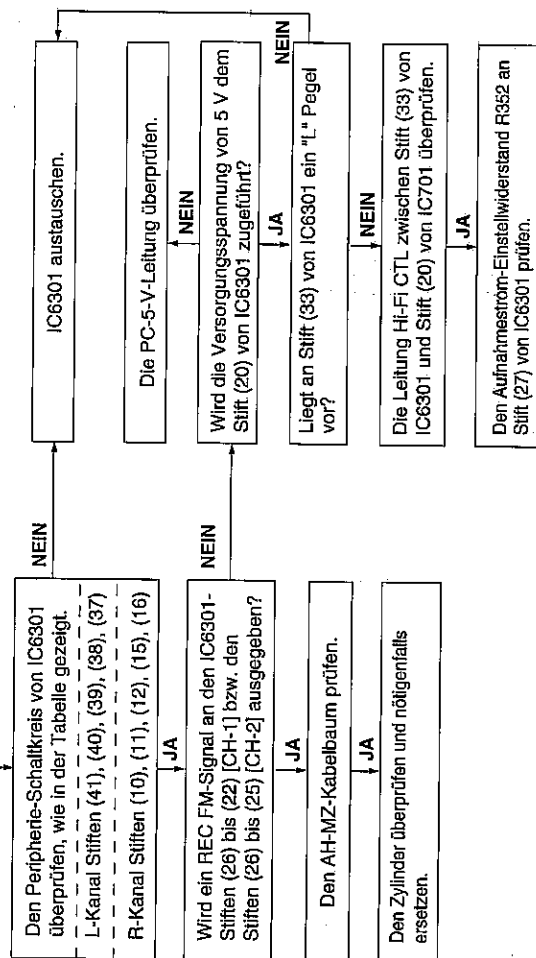 Den Peripherie-Schaltkreis von IC6301
überprüfen, wie in der Tabelle gezeigt.
L-Kanal Stiften (41), (40), (39), (38), (37)
R-Kanal Stiften (10), (11), (12), (15), (16)
NEIN
IC6301 austauschen.
JA
Wird ein REC FM-Signal an den IC6301-
Stiften (26) bis (22) [CH-1] bzw. den
Stiften (26) bis (25) [CH-2] ausgegeben?
NEIN
Wird die Versorgungsspannung von 5 V dem
Stift (20) von IC6301 zugeführt?
NEIN
Die PC-5-V-Leitung überprüfen.
JA
Liegt an Stift (33) von IC6301 ein "L" Pegel
vor?
NEIN
NEIN
Die Leitung Hi-Fi CTL zwischen Stift (33) von
IC6301 und Stift (20) von IC701 überprüfen.
JA
Den Aufnahmeström-Einstellwiderstand R352 an
Stift (27) von IC6301 prüfen.
JA
Den AH-MZ-Kabelbaum prüfen.
JA
Den Zylinder überprüfen und nötigenfalls
ersetzen.